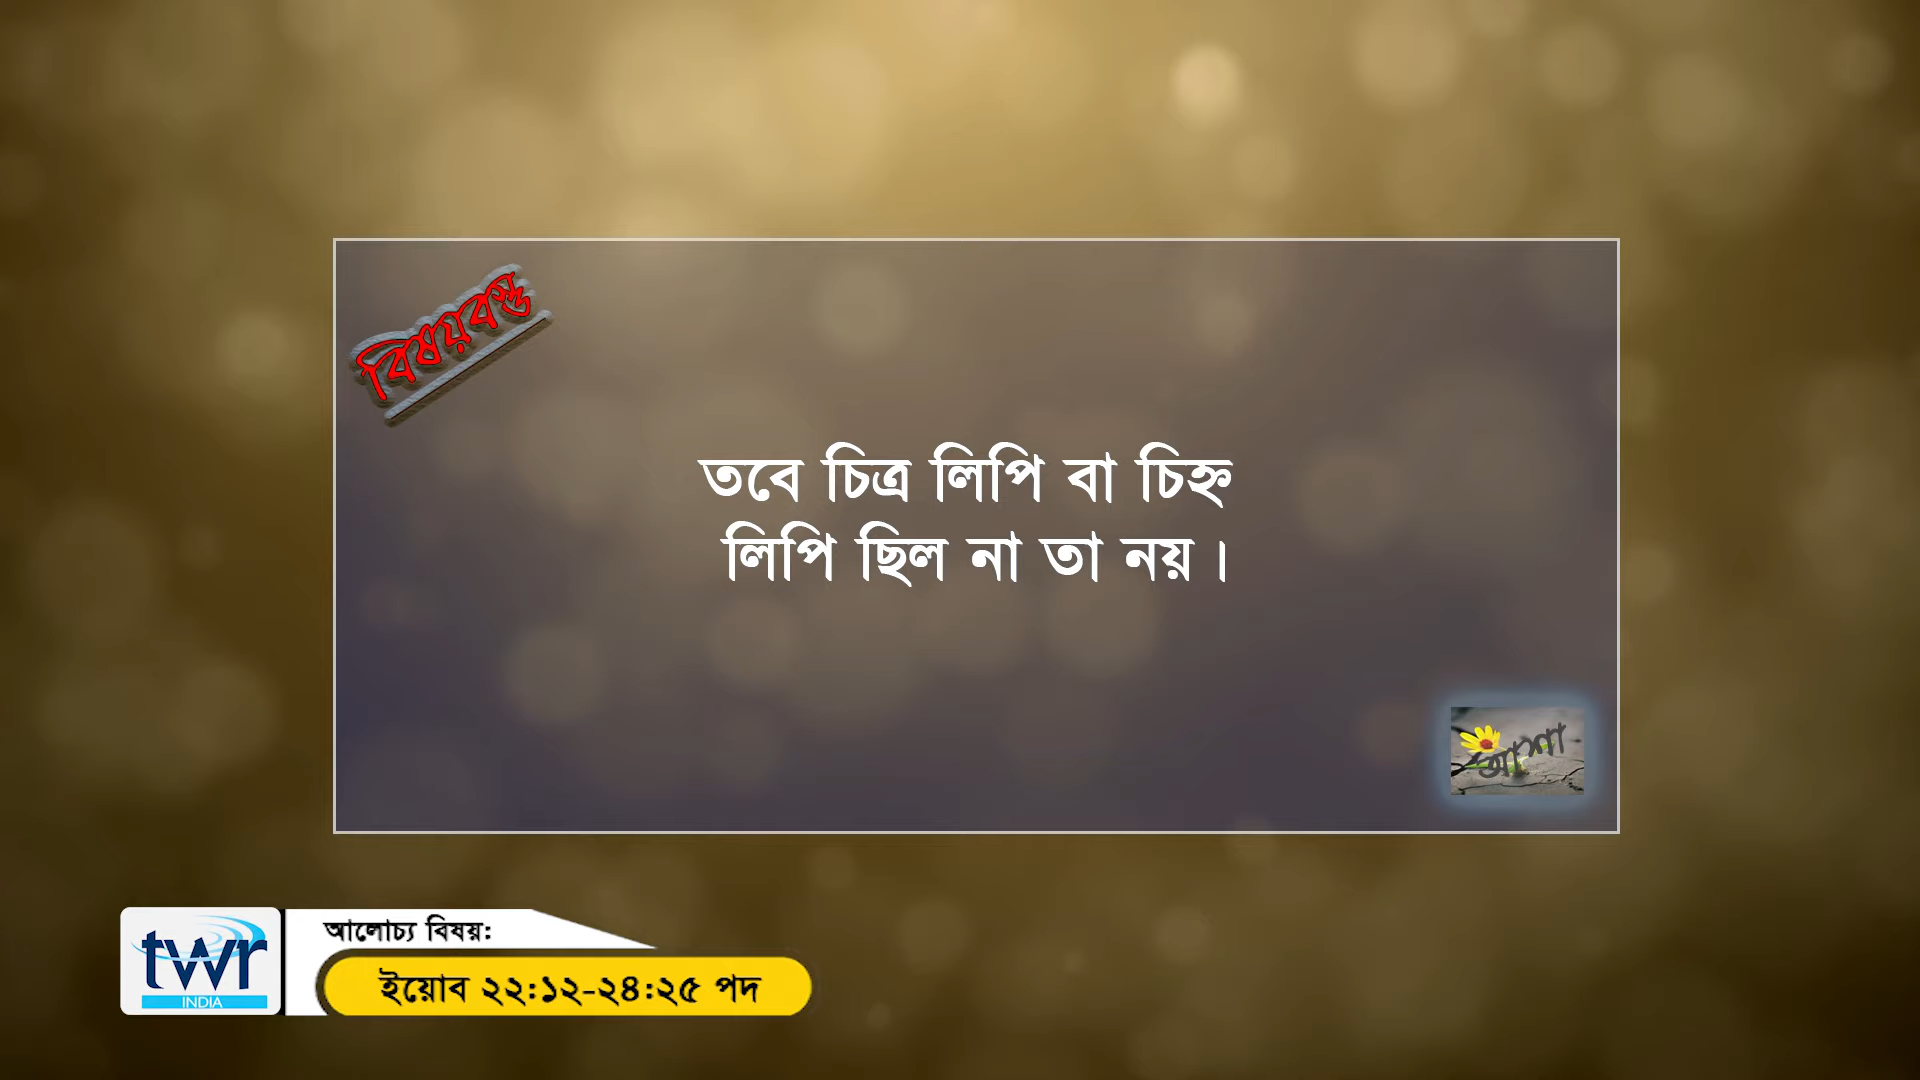 বিষয়বস্তু
তবে চিত্র লিপি বা চিহ্ন
লিপি ছিল না তা নয়।
আশা
twr
INDIA
আলোচ্য বিষয়:
ইয়োব ২২:১২-২৪:২৫ পদ